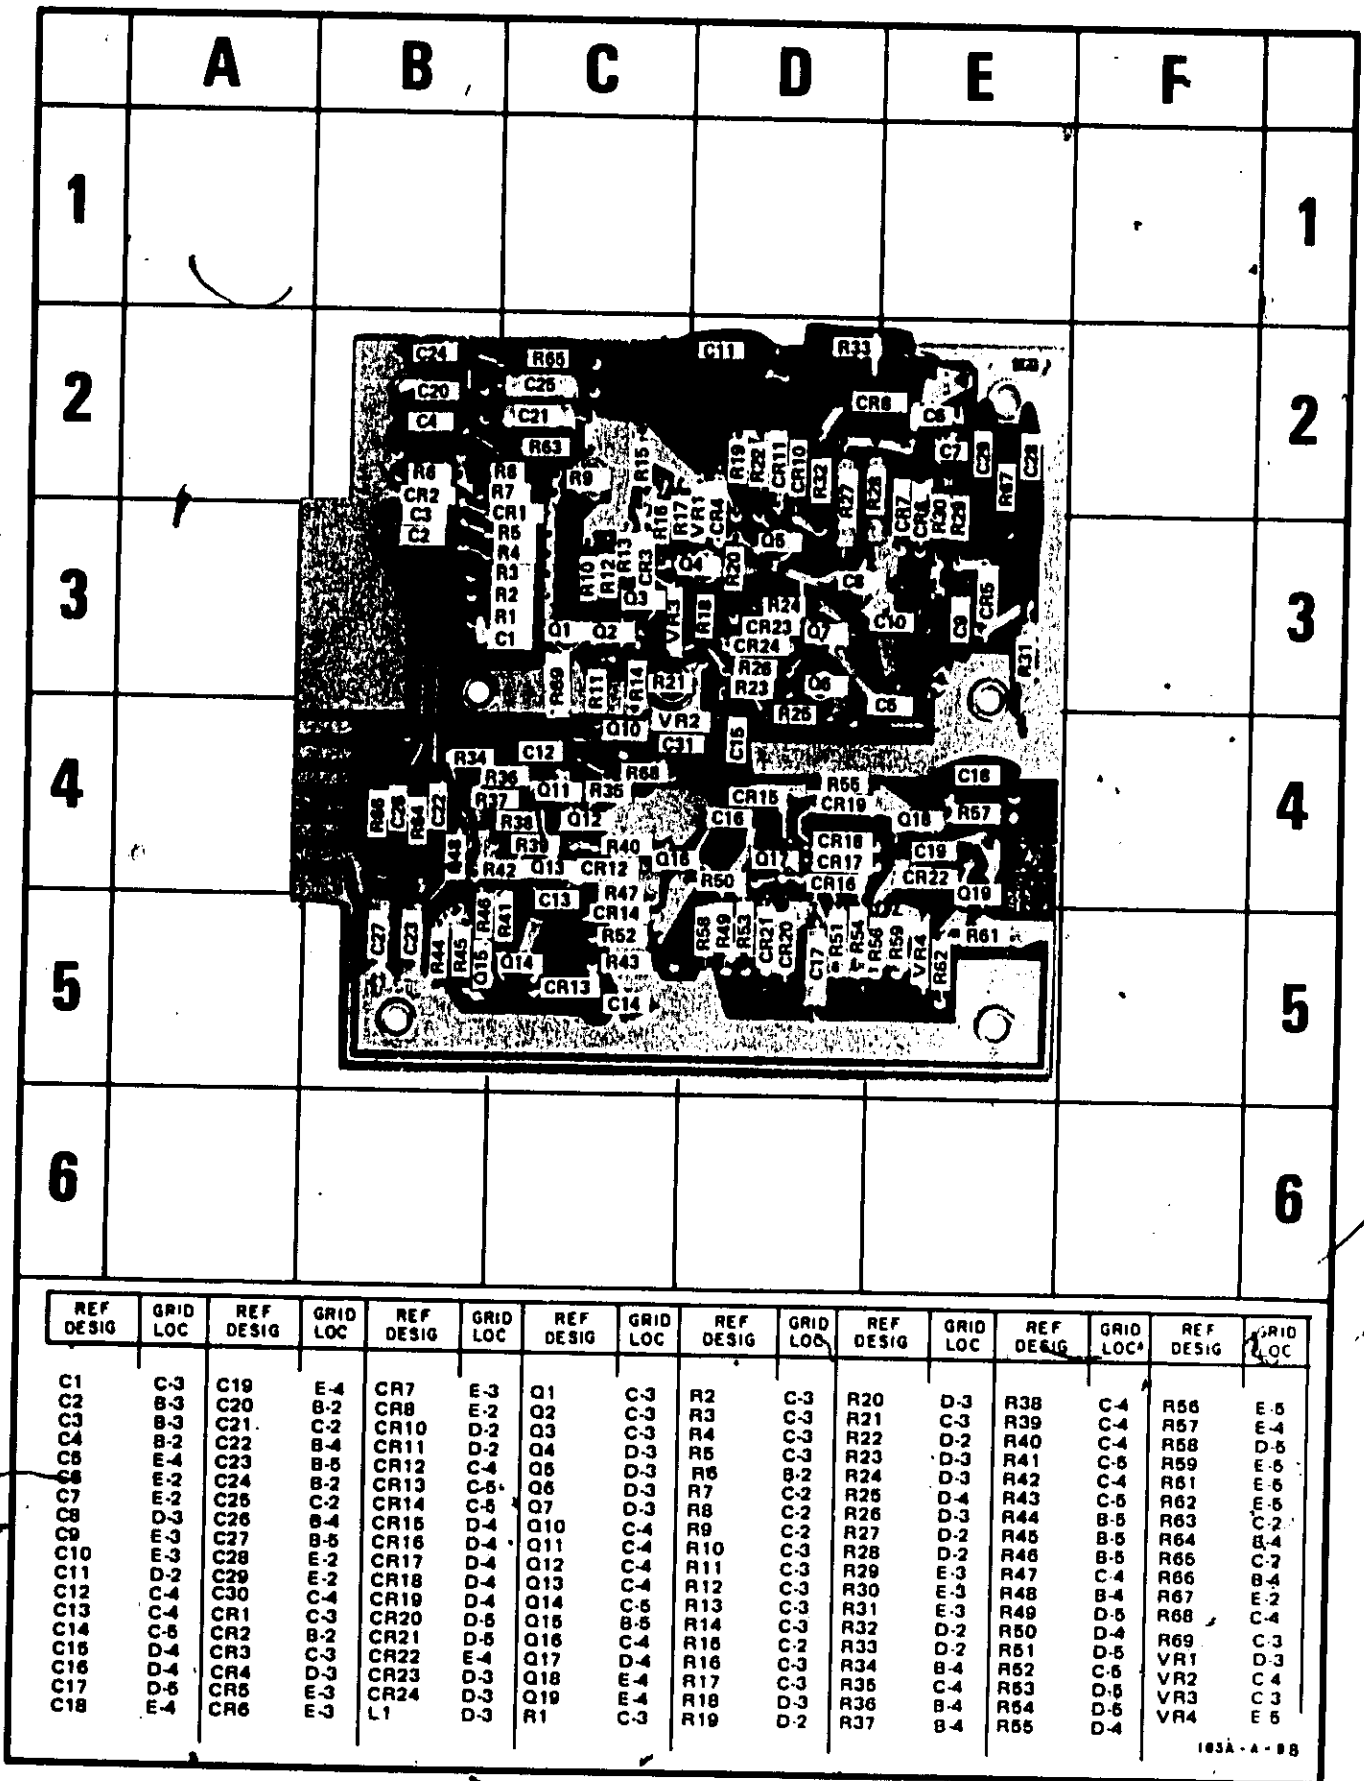 A B C D E F
1 1
C24 R65 C11 R33
2 C20 C25 CR8 C6 2
C4 C21
R63 C7 C29 C28
R6 R8 R9 R15 R19 R22 CR11 CR10 R32 R27 R28 R67
CR2 R7 R16 R17 VR1 CR4 CR7 CR6 R30 R29
C3 CR1
C2 R5 Q5
R4 R10 R12 R13 CR3 Q4 R20
3 R3 C8 3
R2 Q3 R24 CR5
R1 VR3 R18 CR23 Q7 C10 C9
C1 Q1 Q2 CR24 R31
R69 R11 R14 R21 R26
R23 Q6
VR2 R25 C5
Q10 C31 C15
R34 C12
R36 R68 R55 C18
4 Q11 R35 CR15 CR19 4
R66 C26 R64 C22 R37 C16 Q18 R57
R38 Q12
R48 R39 R40 CR18 C19
R42 Q13 CR12 Q16 Q17 CR17 CR22
R47 R50 CR16 Q19
R46 R41 C13 CR14
C27 C23 R44 R45 Q15 R52 R58 R49 R53 CR21 CR20 C17 R51 R54 R56 R59 VR4 R62 R61
Q14 R43
5 CR13 5
C14
6 6
REF DESIG GRID LOC REF DESIG GRID LOC REF DESIG GRID LOC REF DESIG GRID LOC REF DESIG GRID LOC REF DESIG GRID LOC REF DESIG GRID LOC REF DESIG GRID LOC
C1 C-3 C19 E-4 CR7 E-3 Q1 C-3 R2 C-3 R20 D-3 R38 C-4 R56 E-5
C2 B-3 C20 B-2 CR8 E-2 Q2 C-3 R3 C-3 R21 C-3 R39 C-4 R57 E-4
C3 B-3 C21 C-2 CR10 D-2 Q3 C-3 R4 C-3 R22 D-2 R40 C-4 R58 D-5
C4 B-2 C22 B-4 CR11 D-2 Q4 D-3 R5 C-3 R23 D-3 R41 C-5 R59 E-5
C5 E-4 C23 B-5 CR12 C-4 Q5 D-3 R6 B-2 R24 D-3 R42 C-4 R61 E-5
C6 E-2 C24 B-2 CR13 C-5 Q6 D-3 R7 C-2 R25 D-4 R43 C-5 R62 E-5
C7 E-2 C25 C-2 CR14 C-5 Q7 D-3 R8 C-2 R26 D-3 R44 B-5 R63 C-2
C8 D-3 C26 B-4 CR15 D-4 Q10 C-4 R9 C-2 R27 D-2 R45 B-5 R64 B-4
C9 E-3 C27 B-5 CR16 D-4 Q11 C-4 R10 C-3 R28 D-2 R46 B-5 R65 C-2
C10 E-3 C28 E-2 CR17 D-4 Q12 C-4 R11 C-3 R29 E-3 R47 C-4 R66 B-4
C11 D-2 C29 E-2 CR18 D-4 Q13 C-4 R12 C-3 R30 E-3 R48 B-4 R67 E-2
C12 C-4 C30 C-4 CR19 D-4 Q14 C-5 R13 C-3 R31 E-3 R49 D-5 R68 C-4
C13 C-4 CR1 C-3 CR20 D-5 Q15 B-5 R14 C-3 R32 D-2 R50 D-4 R69 C-3
C14 C-5 CR2 B-2 CR21 D-5 Q16 C-4 R15 C-2 R33 D-2 R51 D-5 VR1 D-3
C15 D-4 CR3 C-3 CR22 E-4 Q17 D-4 R16 C-3 R34 B-4 R52 C-5 VR2 C 4
C16 D-4 CR4 D-3 CR23 D-3 Q18 E-4 R17 C-3 R35 C-4 R53 D-5 VR3 C 3
C17 D-5 CR5 E-3 CR24 D-3 Q19 E-4 R18 D-3 R36 B-4 R54 D-5 VR4 E 5
C18 E-4 CR6 E-3 L1 D-3 R1 C-3 R19 D-2 R37 B-4 R55 D-4